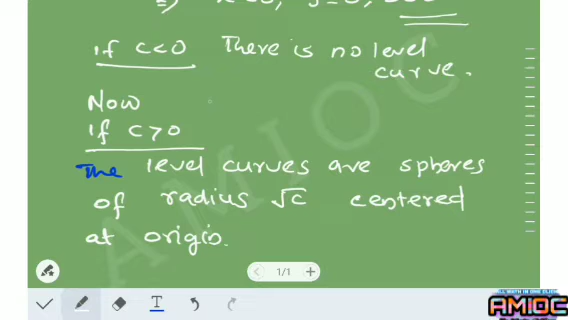 if c<0 There is no level
curve.
Now
if c>0
The level curves are spheres
of radius √c centered
at origin.
AMIOC
1/1
AMIOC